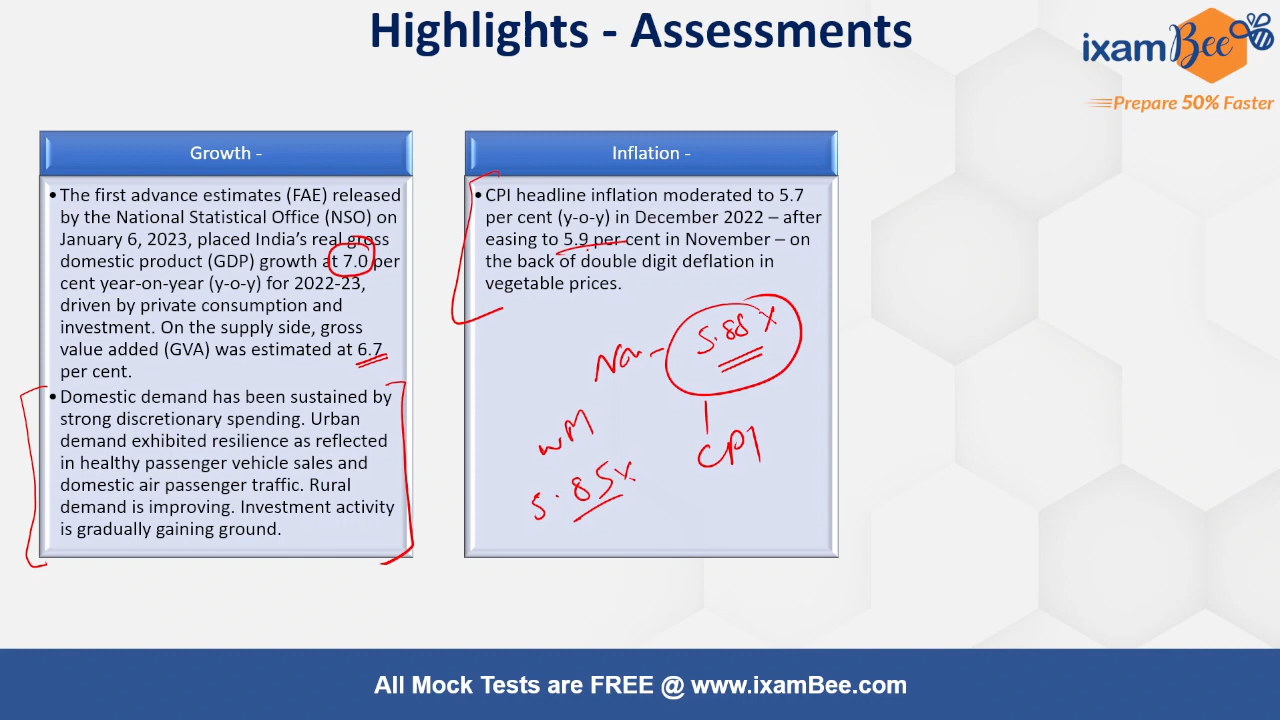 Highlights - Assessments
ixamBee
Prepare 50% Faster
Growth -
•The first advance estimates (FAE) released
by the National Statistical Office (NSO) on
January 6, 2023, placed India's real gross
domestic product (GDP) growth at 7.0 per
cent year-on-year (y-o-y) for 2022-23,
driven by private consumption and
investment. On the supply side, gross
value added (GVA) was estimated at 6.7
per cent.
•Domestic demand has been sustained by
strong discretionary spending. Urban
demand exhibited resilience as reflected
in healthy passenger vehicle sales and
domestic air passenger traffic. Rural
demand is improving. Investment activity
is gradually gaining ground.
Inflation -
•CPI headline inflation moderated to 5.7
per cent (y-o-y) in December 2022 – after
easing to 5.9 per cent in November – on
the back of double digit deflation in
vegetable prices.
5.88
CPI
5.85
All Mock Tests are FREE @ www.ixamBee.com